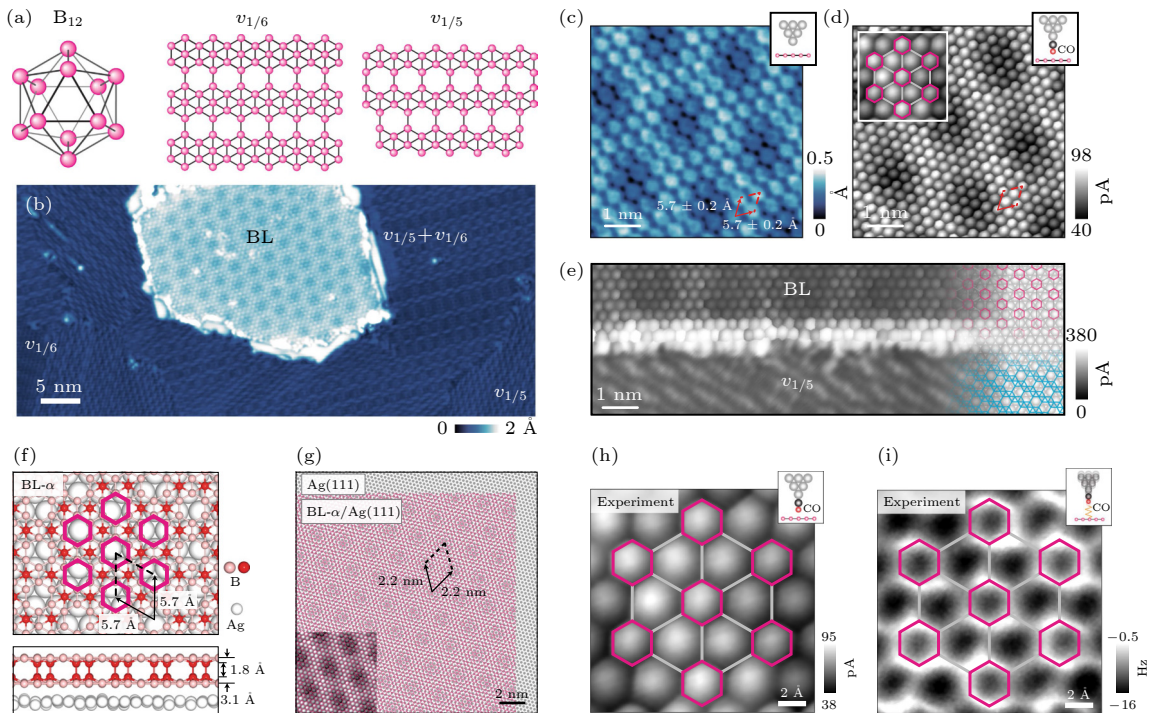 (a)
B12
v1/6
v1/5
(b)
BL
v1/5+v1/6
v1/6
5 nm
v1/5
0
2 Å
(c)
1 nm
5.7 ± 0.2 Å
5.7 ± 0.2 Å
0.5
Å
0
(d)
CO
1 nm
98
pA
40
(e)
BL
v1/5
1 nm
380
pA
0
(f)
BL-α
5.7 Å
5.7 Å
B
Ag
1.8 Å
3.1 Å
(g)
Ag(111)
BL-α/Ag(111)
2.2 nm
2.2 nm
2 nm
(h)
Experiment
CO
95
pA
38
2 Å
(i)
Experiment
CO
−0.5
Hz
−16
2 Å